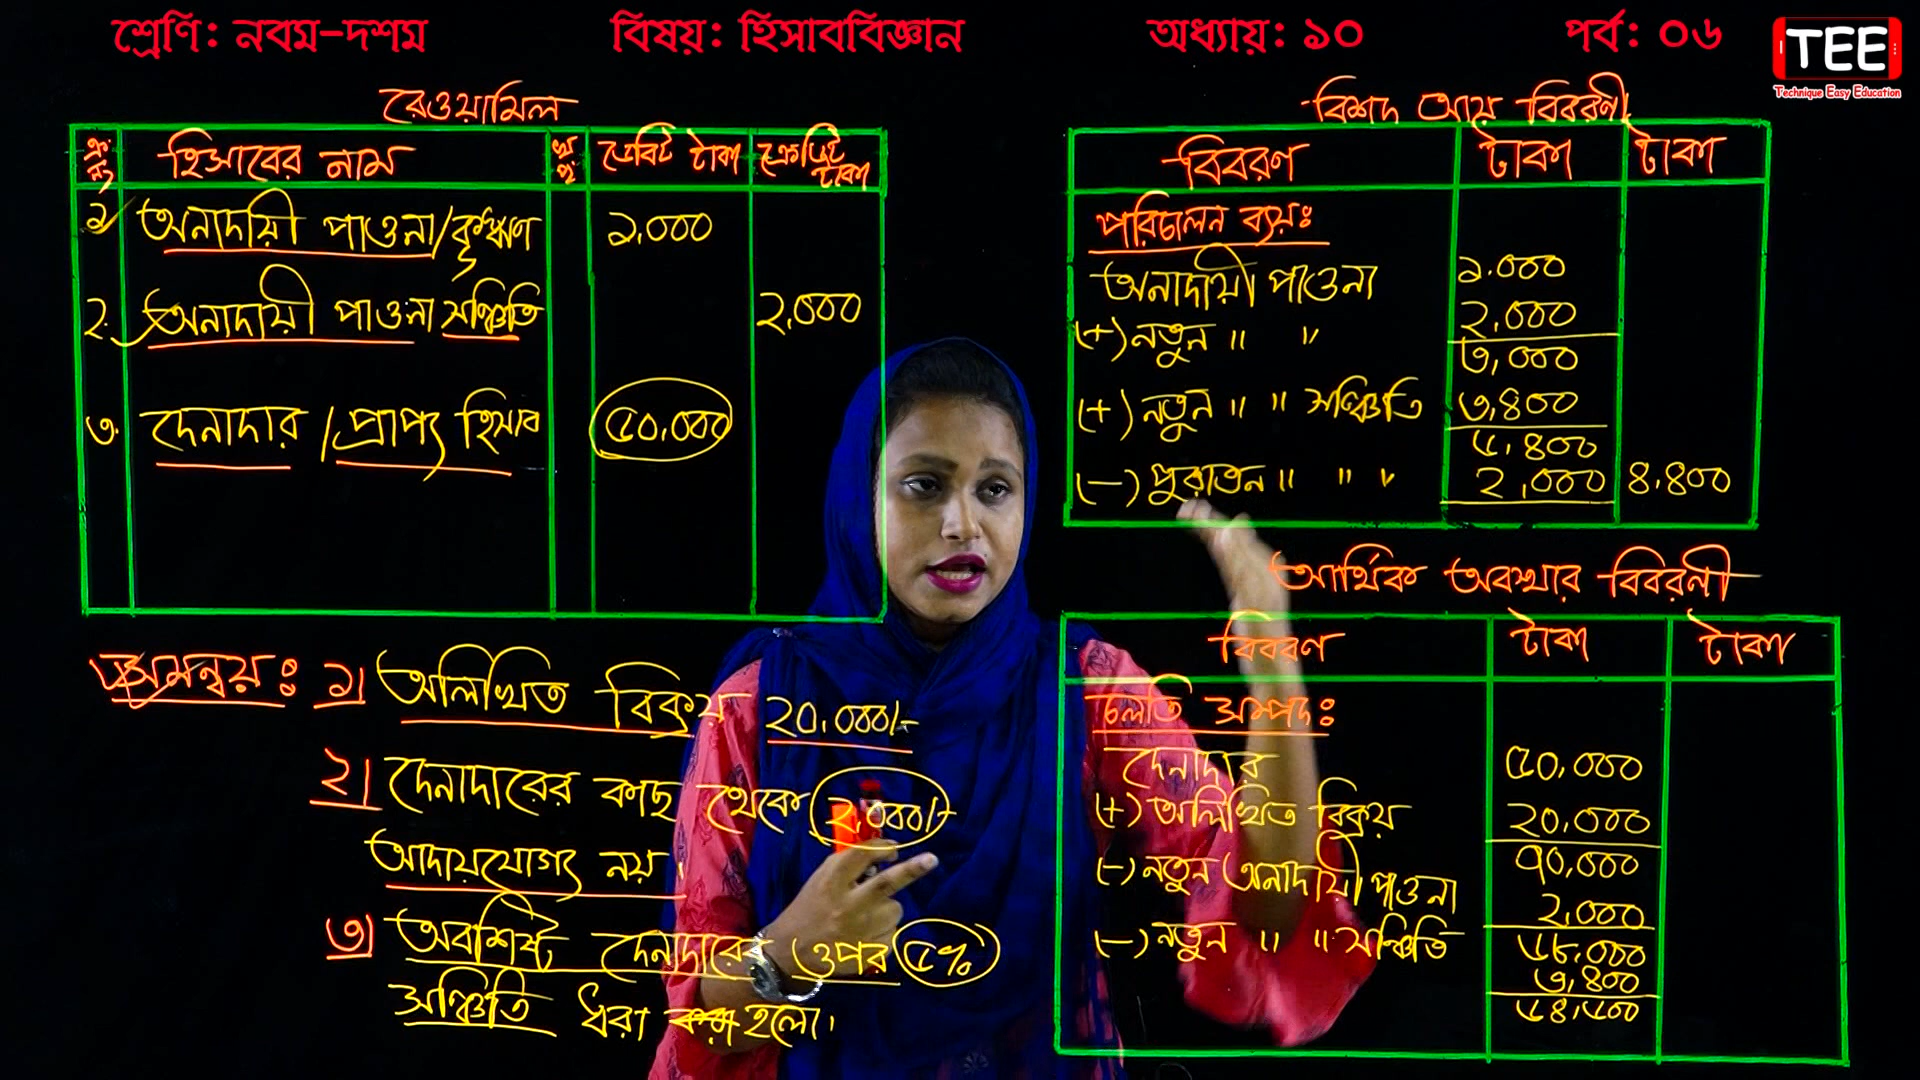 শ্রেণি: নবম-দশম
বিষয়: হিসাববিজ্ঞান
অধ্যায়: ১০
পর্ব: ০৬
TEE
Technique Easy Education
রেওয়ামিল
ক্র: নং
হিসাবের নাম
খ: পৃ:
ডেবিট টাকা
ক্রেডিট টাকা
১ অনাদায়ী পাওনা/কুঋণ ১,০০০
২. অনাদায়ী পাওনা সঞ্চিতি ২,০০০
৩. দেনাদার / প্রাপ্য হিসাব ৫০,০০০
সমন্বয়ঃ ১| অলিখিত বিক্রয় ২০,০০০/-
২| দেনাদারের কাছ থেকে ২,০০০/-
আদায়যোগ্য নয়।
৩| অবশিষ্ট দেনাদারের ওপর ৫%
সঞ্চিতি ধরা হলো।
বিশদ আয় বিবরণী
বিবরণ টাকা টাকা
পরিচালন ব্যয়ঃ
অনাদায়ী পাওনা ১.০০০
(+) নতুন " " ২,০০০
৩,০০০
(+) নতুন " " সঞ্চিতি ৩,৪০০
৬,৪০০
(-) পুরাতন " " " ২,০০০ ৪.৪০০
আর্থিক অবস্থার বিবরণী
বিবরণ টাকা টাকা
চলতি সম্পদঃ
দেনাদার ৫০,০০০
(+) অলিখিত বিক্রয় ২০,০০০
৭০,০০০
(-) নতুন অনাদায়ী পাওনা ২,০০০
৬৮,০০০
(-) নতুন " " সঞ্চিতি ৩,৪০০
৬৪,৬০০